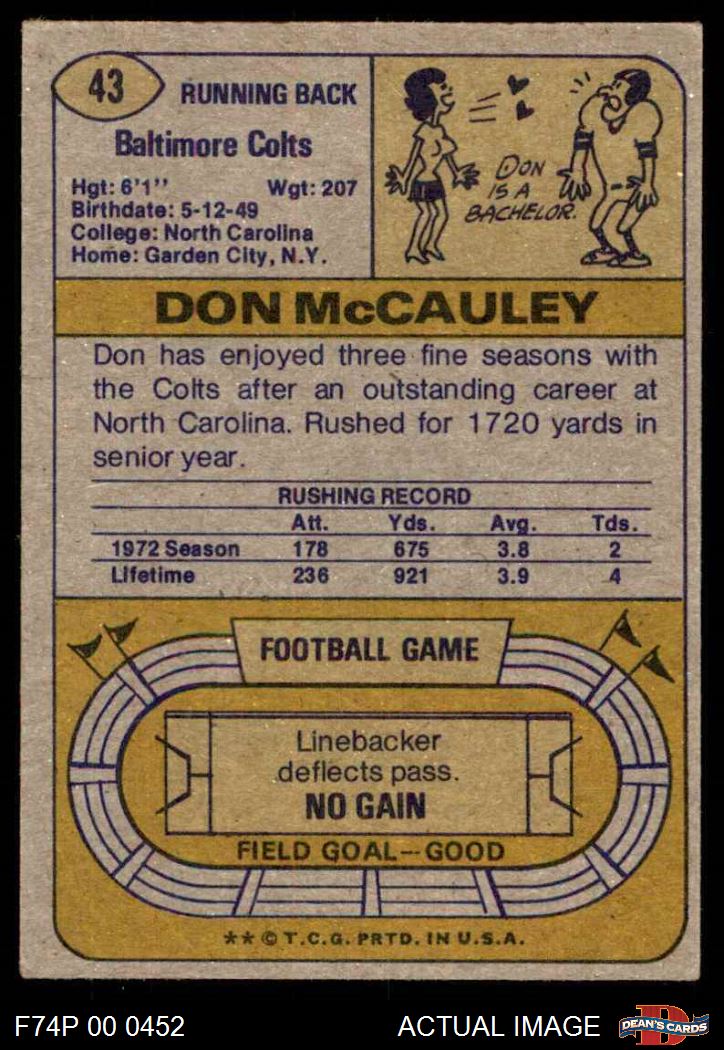 43
RUNNING BACK
Baltimore Colts
Hgt: 6'1'' Wgt: 207
Birthdate: 5-12-49
College: North Carolina
Home: Garden City, N.Y.
DON
IS A
BACHELOR.
DON McCAULEY
Don has enjoyed three fine seasons with
the Colts after an outstanding career at
North Carolina. Rushed for 1720 yards in
senior year.
RUSHING RECORD
Att. Yds. Avg. Tds.
1972 Season 178 675 3.8 2
Lifetime 236 921 3.9 4
FOOTBALL GAME
Linebacker
deflects pass.
NO GAIN
FIELD GOAL—GOOD
** © T.C.G. PRTD. IN U.S.A.
F74P 00 0452 ACTUAL IMAGE
D
DEAN'S CARDS